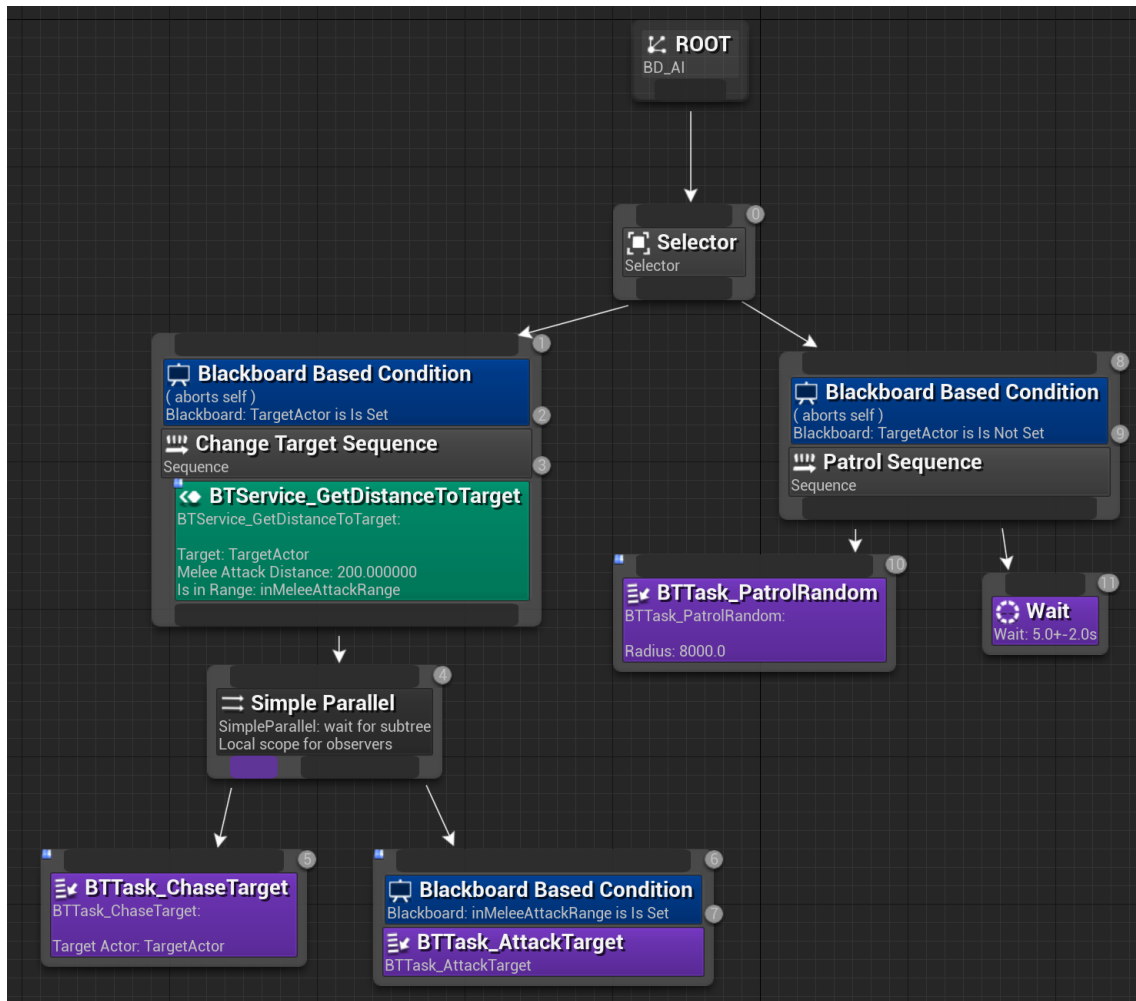 ROOT
BD_AI
0
Selector
Selector
1
Blackboard Based Condition
( aborts self )
Blackboard: TargetActor is Is Set
2
Change Target Sequence
Sequence
3
BTService_GetDistanceToTarget
BTService_GetDistanceToTarget:
Target: TargetActor
Melee Attack Distance: 200.000000
Is in Range: inMeleeAttackRange
8
Blackboard Based Condition
( aborts self )
Blackboard: TargetActor is Is Not Set
9
Patrol Sequence
Sequence
10
BTTask_PatrolRandom
BTTask_PatrolRandom:
Radius: 8000.0
11
Wait
Wait: 5.0+-2.0s
4
Simple Parallel
SimpleParallel: wait for subtree
Local scope for observers
5
BTTask_ChaseTarget
BTTask_ChaseTarget:
Target Actor: TargetActor
6
Blackboard Based Condition
Blackboard: inMeleeAttackRange is Is Set
7
BTTask_AttackTarget
BTTask_AttackTarget